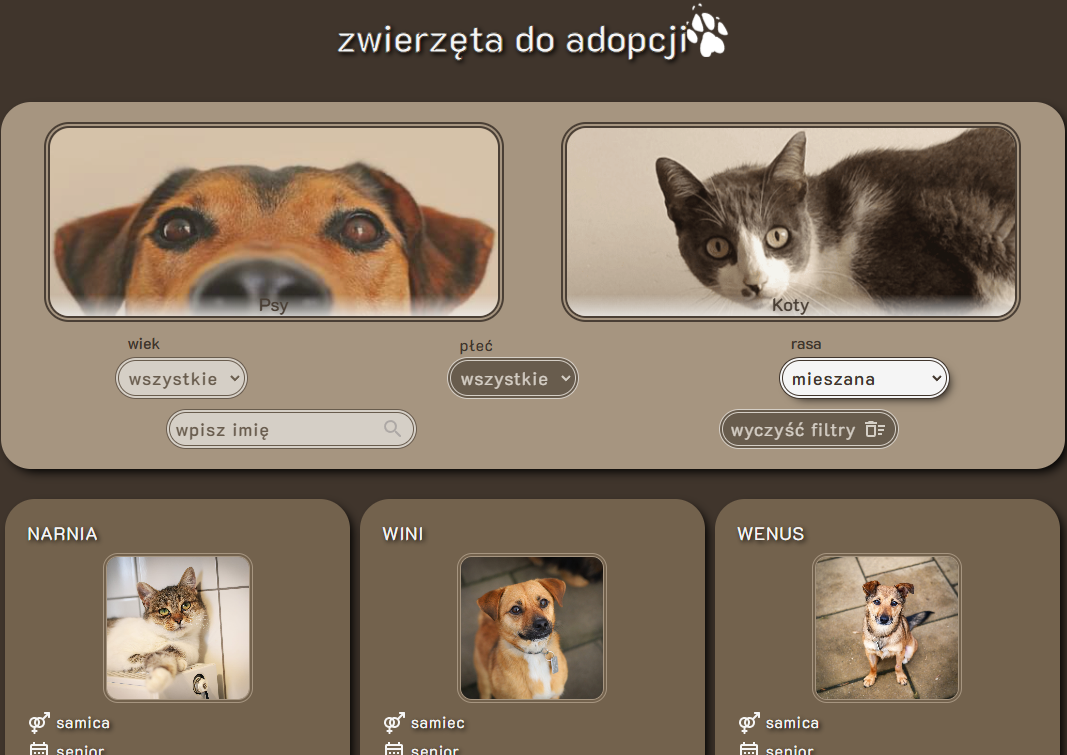 zwierzęta do adopcji
Psy
Koty
wiek
płeć
rasa
wszystkie
wszystkie
mieszana
wpisz imię
wyczyść filtry
NARNIA
WINI
WENUS
samica
samiec
samica
senior
senior
senior